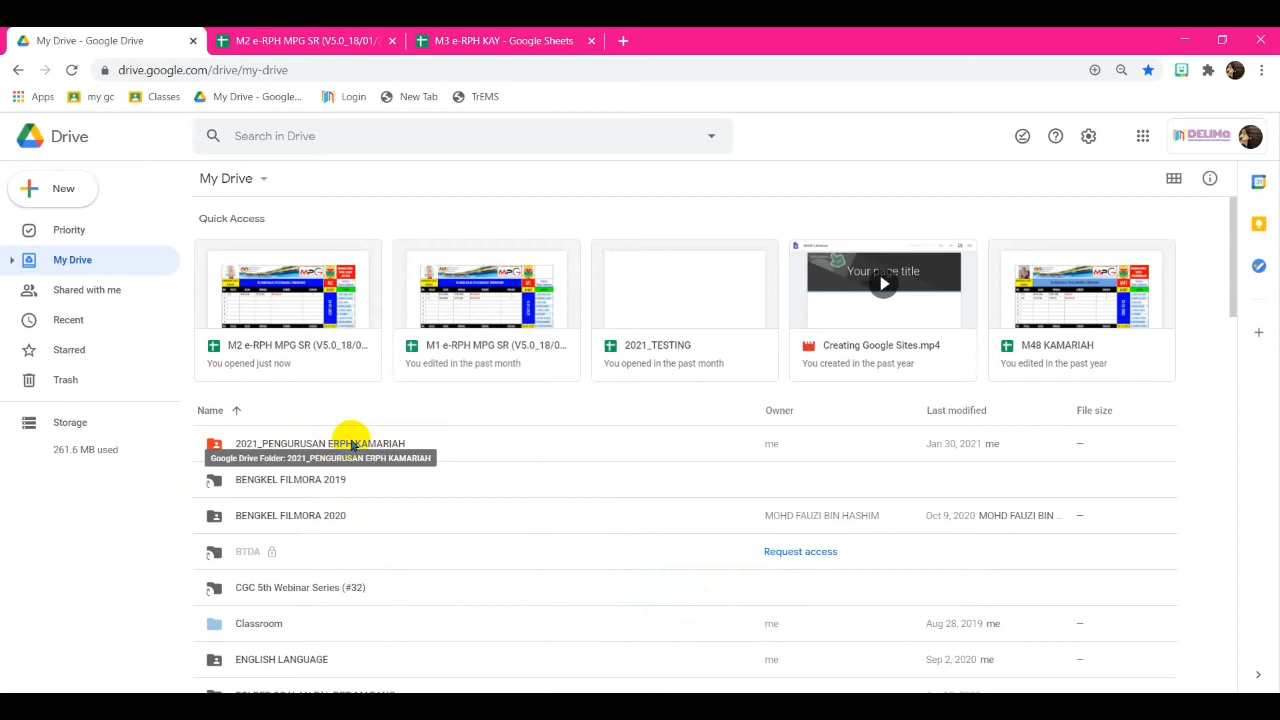 My Drive - Google Drive
M2 e-RPH MPG SR (V5.0_18/01/2
M3 e-RPH KAY - Google Sheets
drive.google.com/drive/my-drive
Apps
my gc
Classes
My Drive - Google...
Login
New Tab
TrEMS
Drive
Search in Drive
DELIMa
New
My Drive
Priority
My Drive
Shared with me
Recent
Starred
Trash
Storage
261.6 MB used
Quick Access
MPG
MPG
Your page title
MPG
M2 e-RPH MPG SR (V5.0_18/0...
You opened just now
M1 e-RPH MPG SR (V5.0_18/0...
You edited in the past month
2021_TESTING
You opened in the past month
Creating Google Sites.mp4
You created in the past year
M48 KAMARIAH
You edited in the past year
Name
Owner
Last modified
File size
2021_PENGURUSAN ERPH KAMARIAH
me
Jan 30, 2021 me
–
Google Drive Folder: 2021_PENGURUSAN ERPH KAMARIAH
BENGKEL FILMORA 2019
BENGKEL FILMORA 2020
MOHD FAUZI BIN HASHIM
Oct 9, 2020 MOHD FAUZI BIN ...
–
BTDA
Request access
CGC 5th Webinar Series (#32)
Classroom
me
Aug 28, 2019 me
–
ENGLISH LANGUAGE
me
Sep 2, 2020 me
–